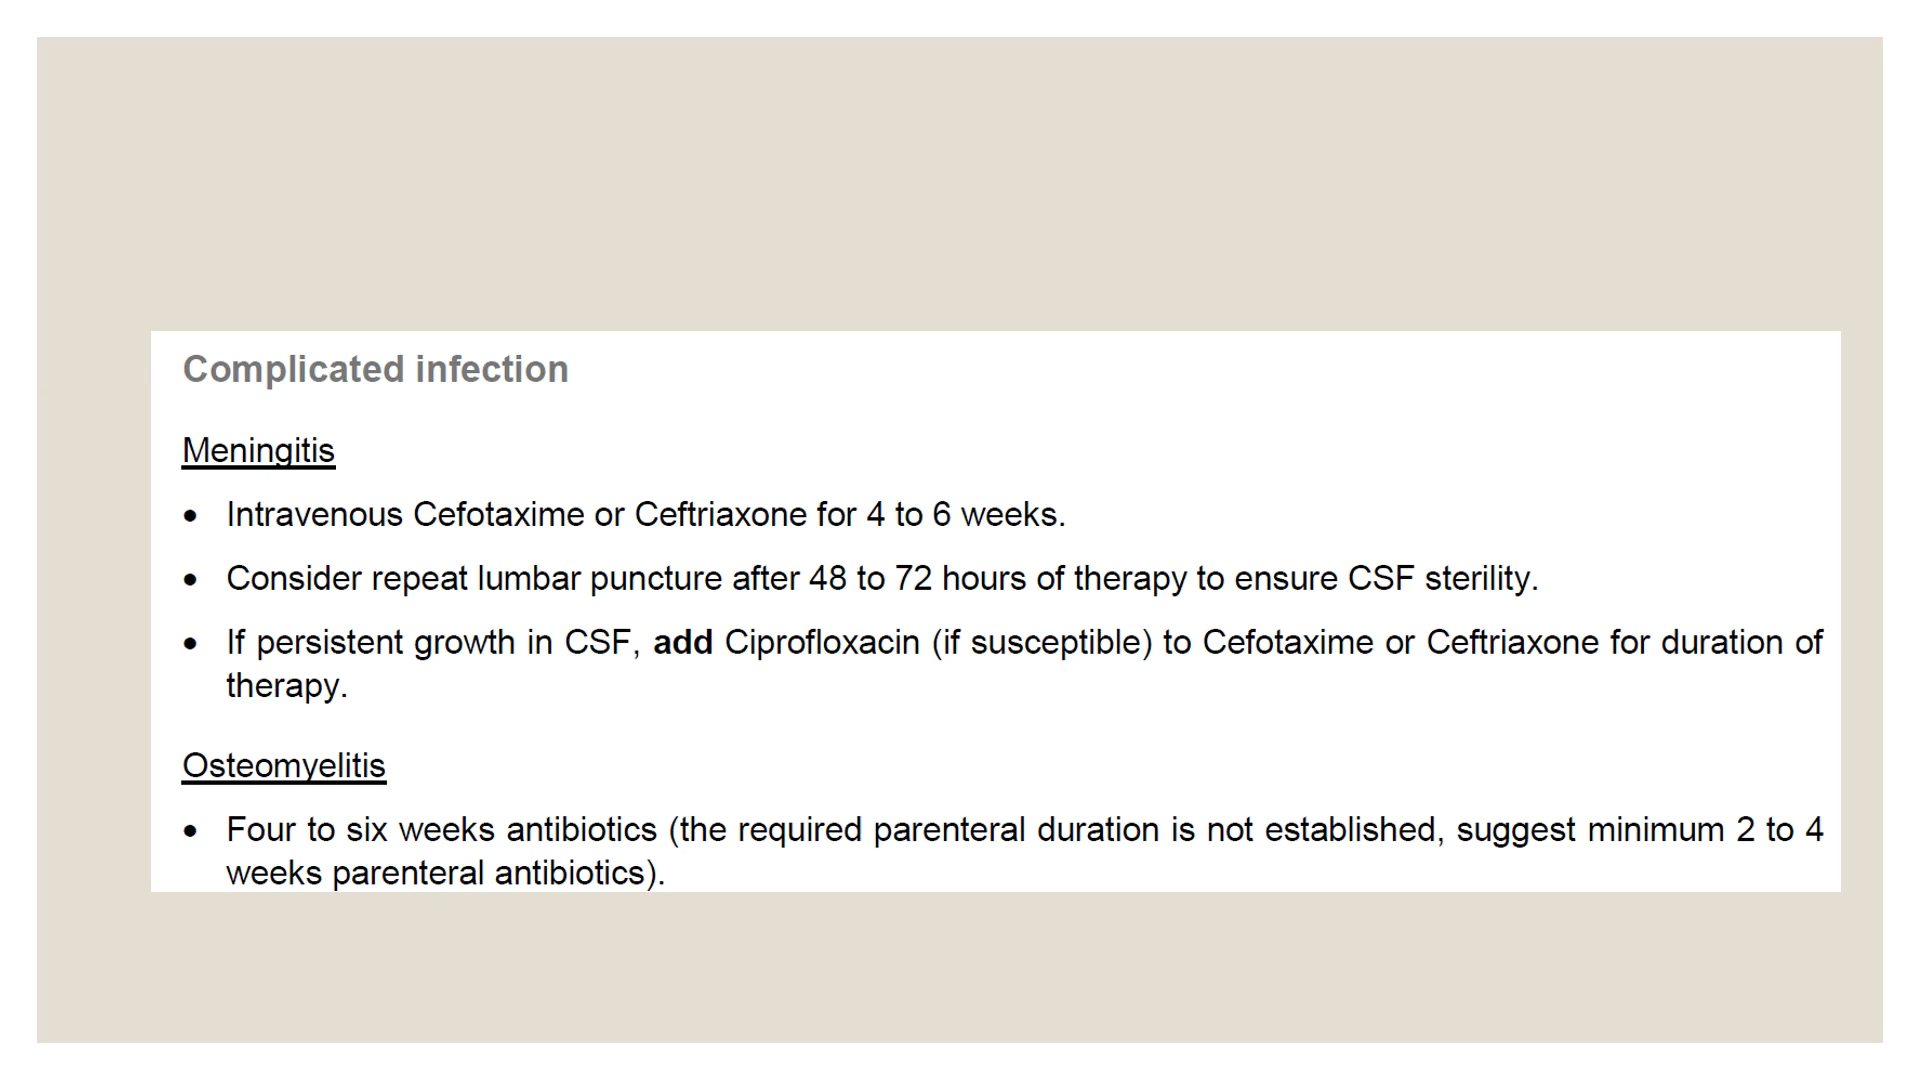 Complicated infection
Meningitis
• Intravenous Cefotaxime or Ceftriaxone for 4 to 6 weeks.
• Consider repeat lumbar puncture after 48 to 72 hours of therapy to ensure CSF sterility.
• If persistent growth in CSF, add Ciprofloxacin (if susceptible) to Cefotaxime or Ceftriaxone for duration of
therapy.
Osteomyelitis
• Four to six weeks antibiotics (the required parenteral duration is not established, suggest minimum 2 to 4
weeks parenteral antibiotics).